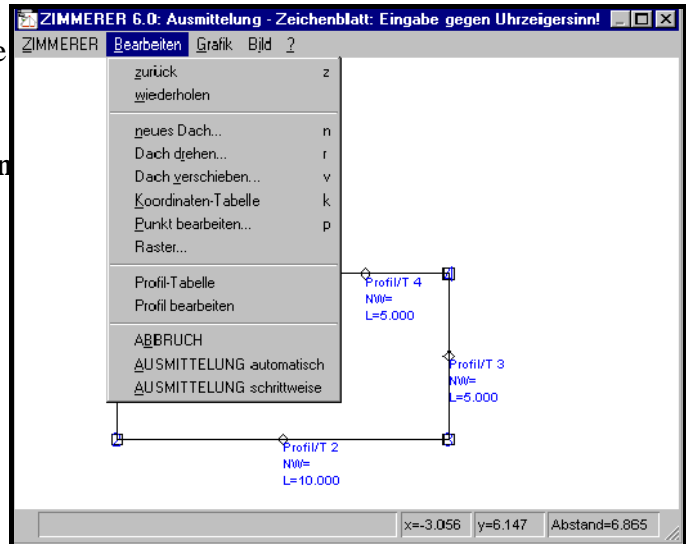 ZIMMERER 6.0: Ausmittelung - Zeichenblatt: Eingabe gegen Uhrzeigersinn!
e
ZIMMERER Bearbeiten Grafik Bild ?
zurück z
wiederholen
neues Dach... n
n
Dach drehen... r
Dach verschieben... v
Koordinaten-Tabelle k
Punkt bearbeiten... p
Raster...
Profil-Tabelle
Profil bearbeiten
ABBRUCH
AUSMITTELUNG automatisch
AUSMITTELUNG schrittweise
Profil/T 4
NW=
L=5.000
Profil/T 3
NW=
L=5.000
Profil/T 2
NW=
L=10.000
x=-3.056 y=6.147 Abstand=6.865